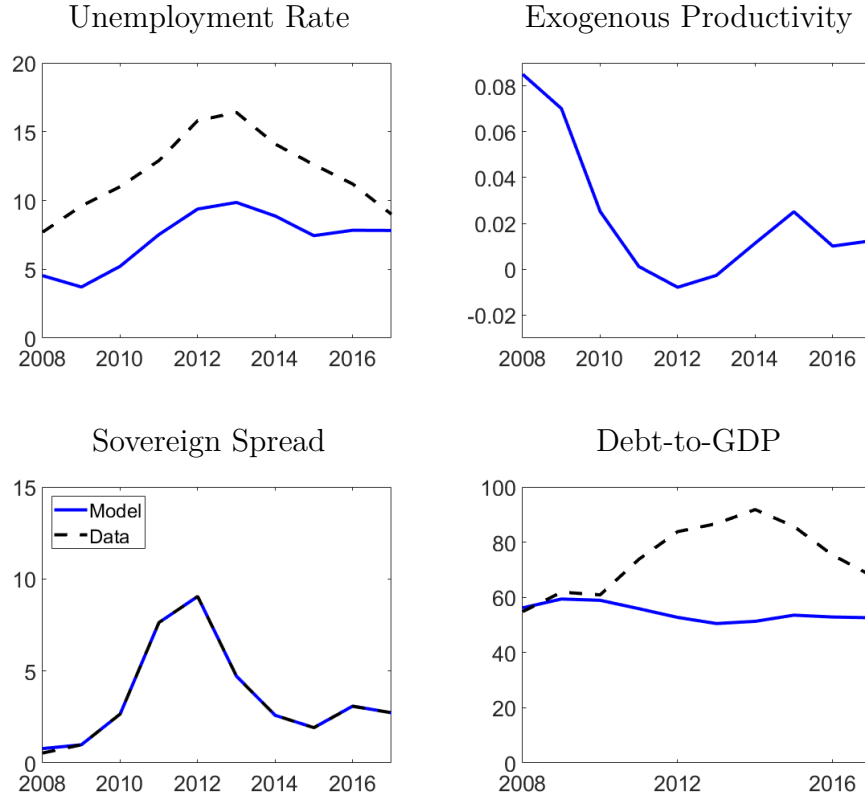 Unemployment Rate
20
15
10
5
0
2008 2010 2012 2014 2016
Exogenous Productivity
0.08
0.06
0.04
0.02
0
-0.02
2008 2010 2012 2014 2016
Sovereign Spread
15
10
5
0
Model
Data
2008 2010 2012 2014 2016
Debt-to-GDP
100
80
60
40
20
0
2008 2012 2016